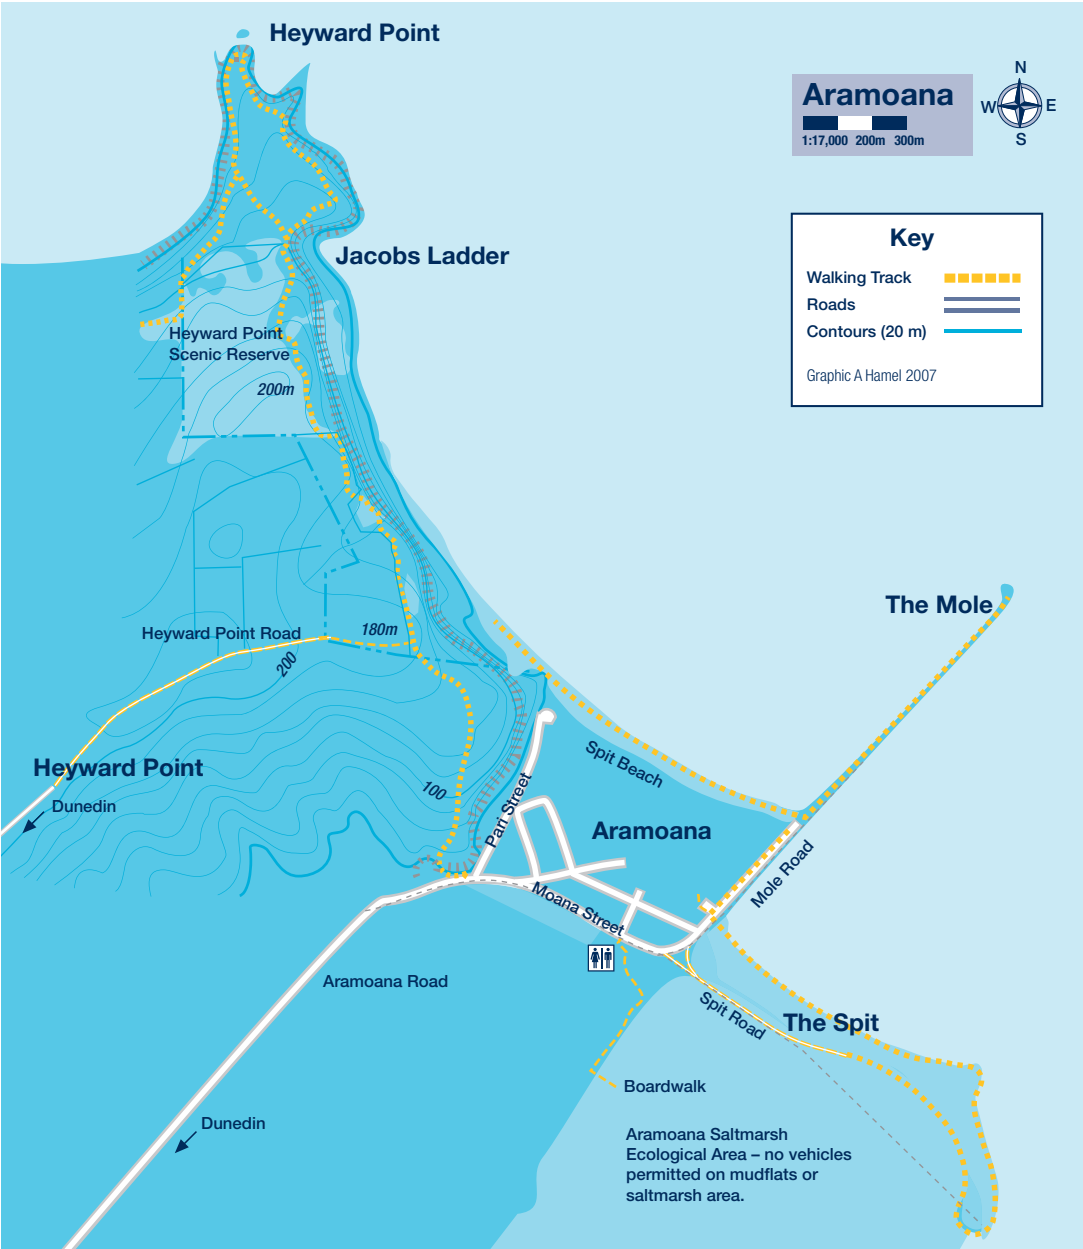 Heyward Point
Aramoana
1:17,000 200m 300m
N
W
E
S
Key
Walking Track
Roads
Contours (20 m)
Graphic A Hamel 2007
Jacobs Ladder
Heyward Point
Scenic Reserve
200m
The Mole
Heyward Point Road
180m
200
Spit Beach
Heyward Point
Dunedin
100
Pari Street
Aramoana
Mole Road
Moana Street
Aramoana Road
Spit Road
The Spit
Boardwalk
Dunedin
Aramoana Saltmarsh
Ecological Area – no vehicles
permitted on mudflats or
saltmarsh area.